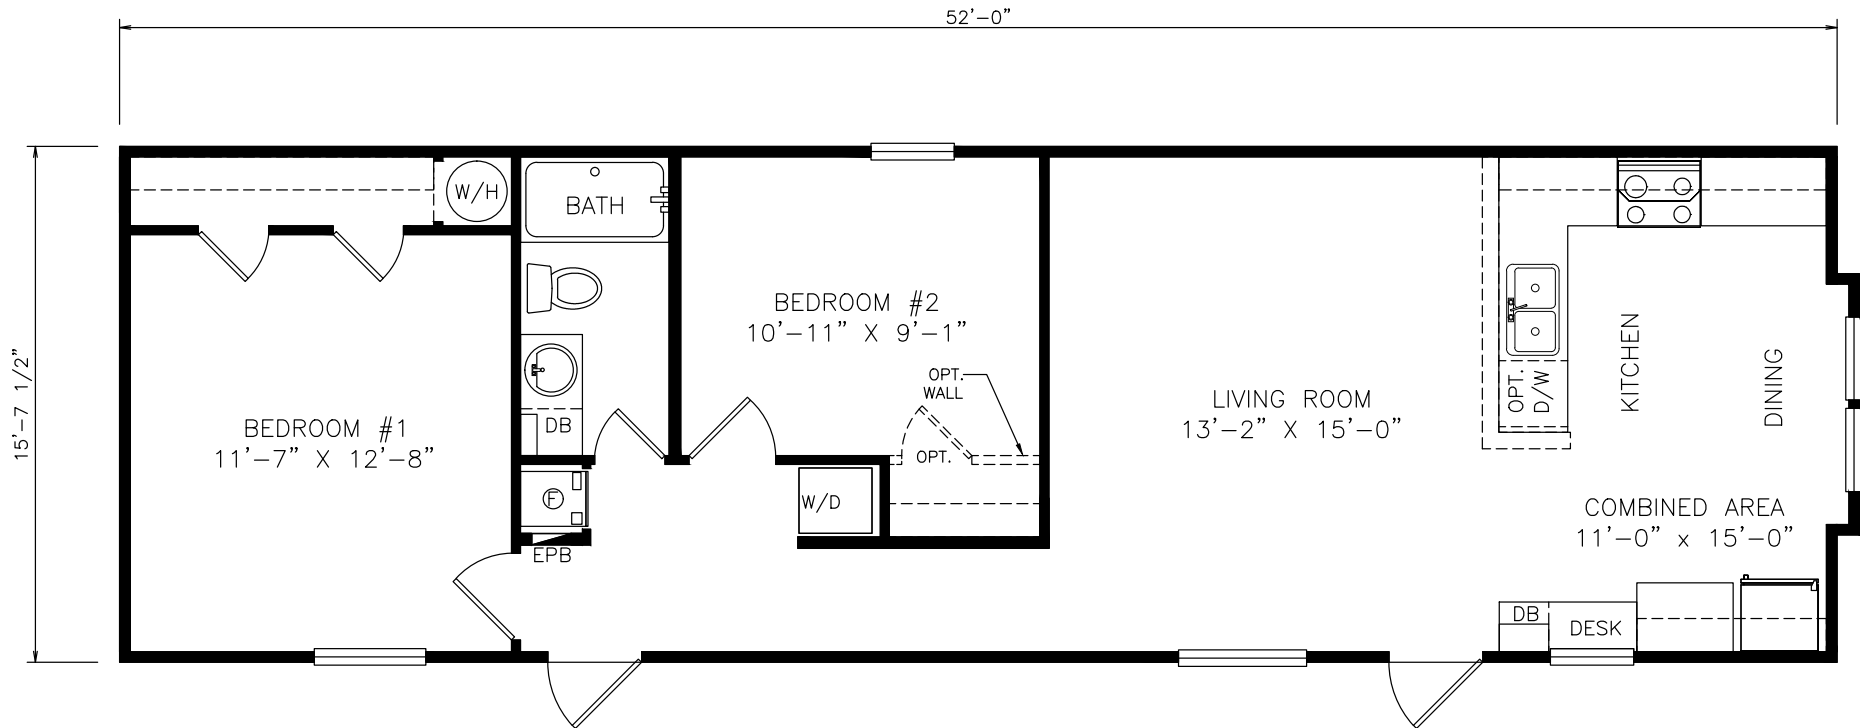 52'-0"
15'-7 1/2"
W/H
BATH
BEDROOM #1
11'-7" X 12'-8"
DB
F
EPB
BEDROOM #2
10'-11" X 9'-1"
OPT.
WALL
OPT.
W/D
LIVING ROOM
13'-2" X 15'-0"
OPT.
D/W
KITCHEN
DINING
COMBINED AREA
11'-0" x 15'-0"
DB
DESK